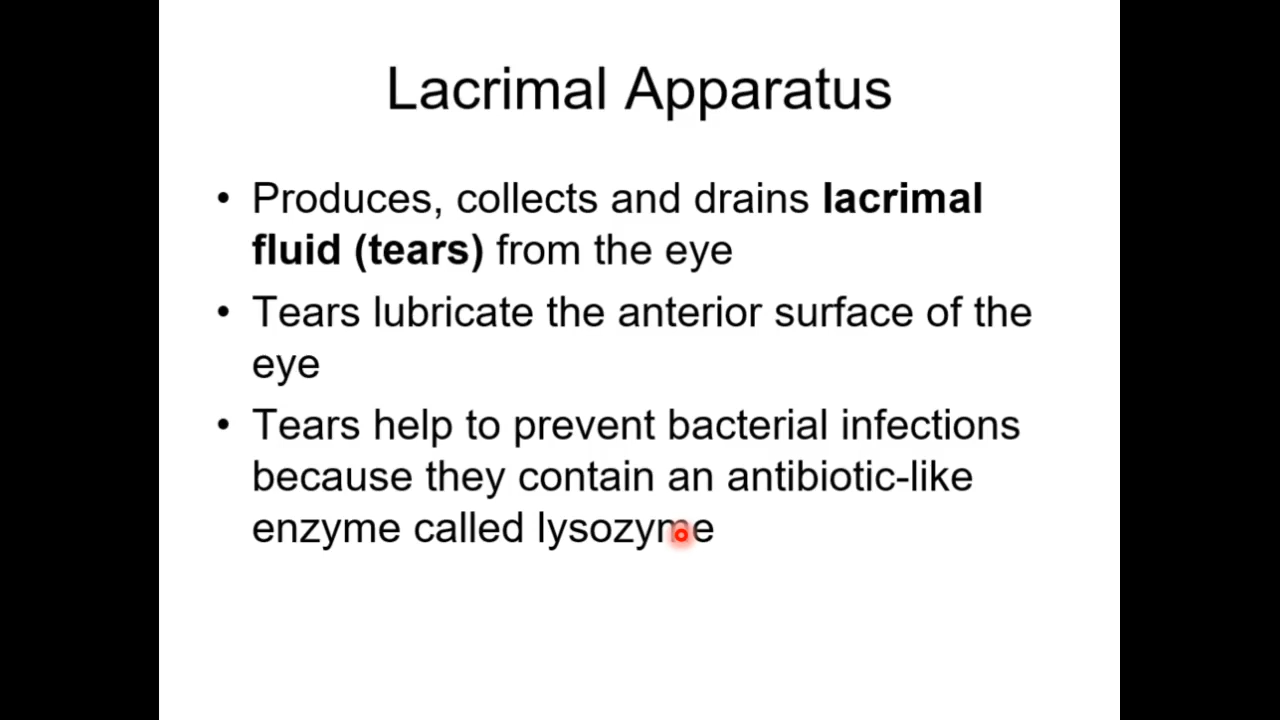 Lacrimal Apparatus
• Produces, collects and drains lacrimal
fluid (tears) from the eye
• Tears lubricate the anterior surface of the
eye
• Tears help to prevent bacterial infections
because they contain an antibiotic-like
enzyme called lysozyme